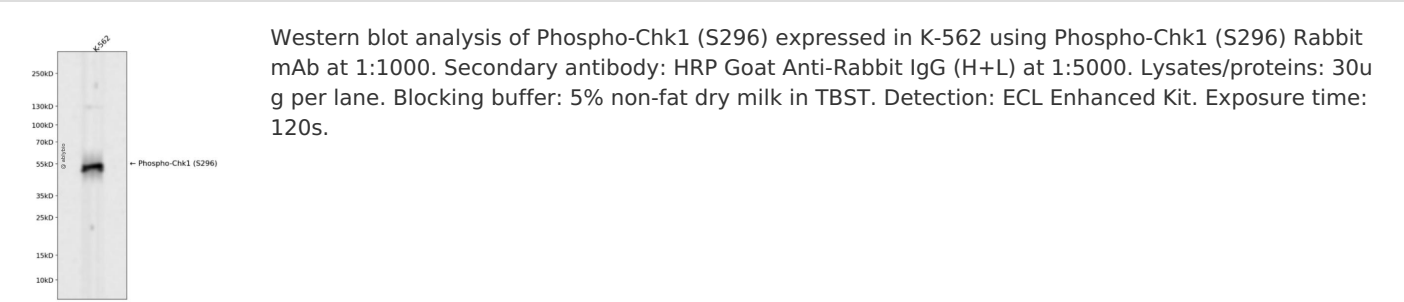 K-562
250kD
130kD
100kD
70kD
55kD
35kD
25kD
15kD
10kD
← Phospho-Chk1 (S296)
Western blot analysis of Phospho-Chk1 (S296) expressed in K-562 using Phospho-Chk1 (S296) Rabbit
mAb at 1:1000. Secondary antibody: HRP Goat Anti-Rabbit IgG (H+L) at 1:5000. Lysates/proteins: 30u
g per lane. Blocking buffer: 5% non-fat dry milk in TBST. Detection: ECL Enhanced Kit. Exposure time:
120s.